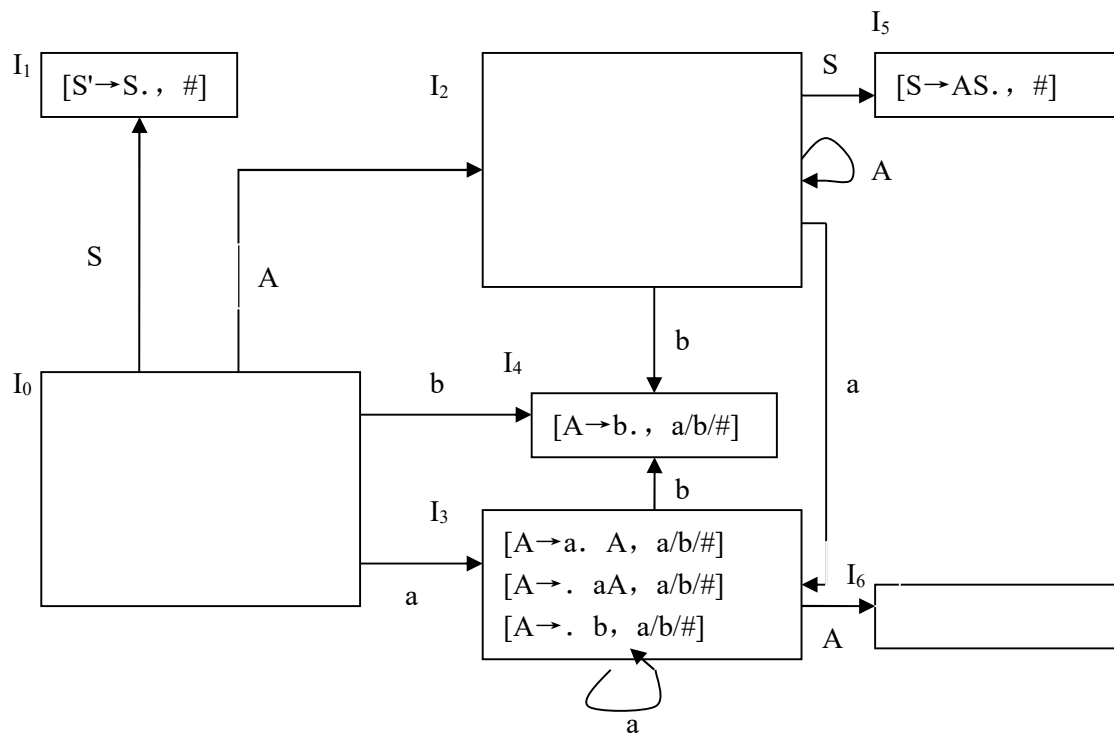 I5
I1
[S'→S.，#]
I2
S
[S→AS.，#]
A
S
A
I0
b
I4
b
a
[A→b.，a/b/#]
b
I3
[A→a．A，a/b/#]
[A→．aA，a/b/#]
[A→．b，a/b/#]
a
I6
A
a